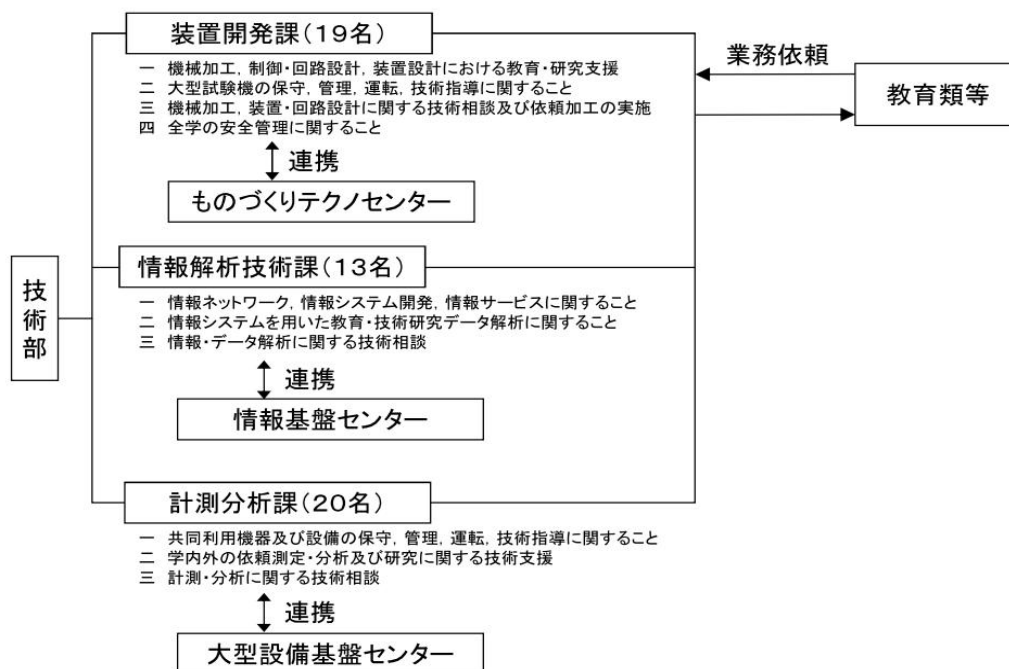 装置開発課(19名)
一 機械加工, 制御・回路設計, 装置設計における教育・研究支援
二 大型試験機の保守, 管理, 運転, 技術指導に関すること
三 機械加工, 装置・回路設計に関する技術相談及び依頼加工の実施
四 全学の安全管理に関すること
連携
ものづくりテクノセンター
業務依頼
教育類等
技術部
情報解析技術課(13名)
一 情報ネットワーク, 情報システム開発, 情報サービスに関すること
二 情報システムを用いた教育・技術研究データ解析に関すること
三 情報・データ解析に関する技術相談
連携
情報基盤センター
計測分析課(20名)
一 共同利用機器及び設備の保守, 管理, 運転, 技術指導に関すること
二 学内外の依頼測定・分析及び研究に関する技術支援
三 計測・分析に関する技術相談
連携
大型設備基盤センター